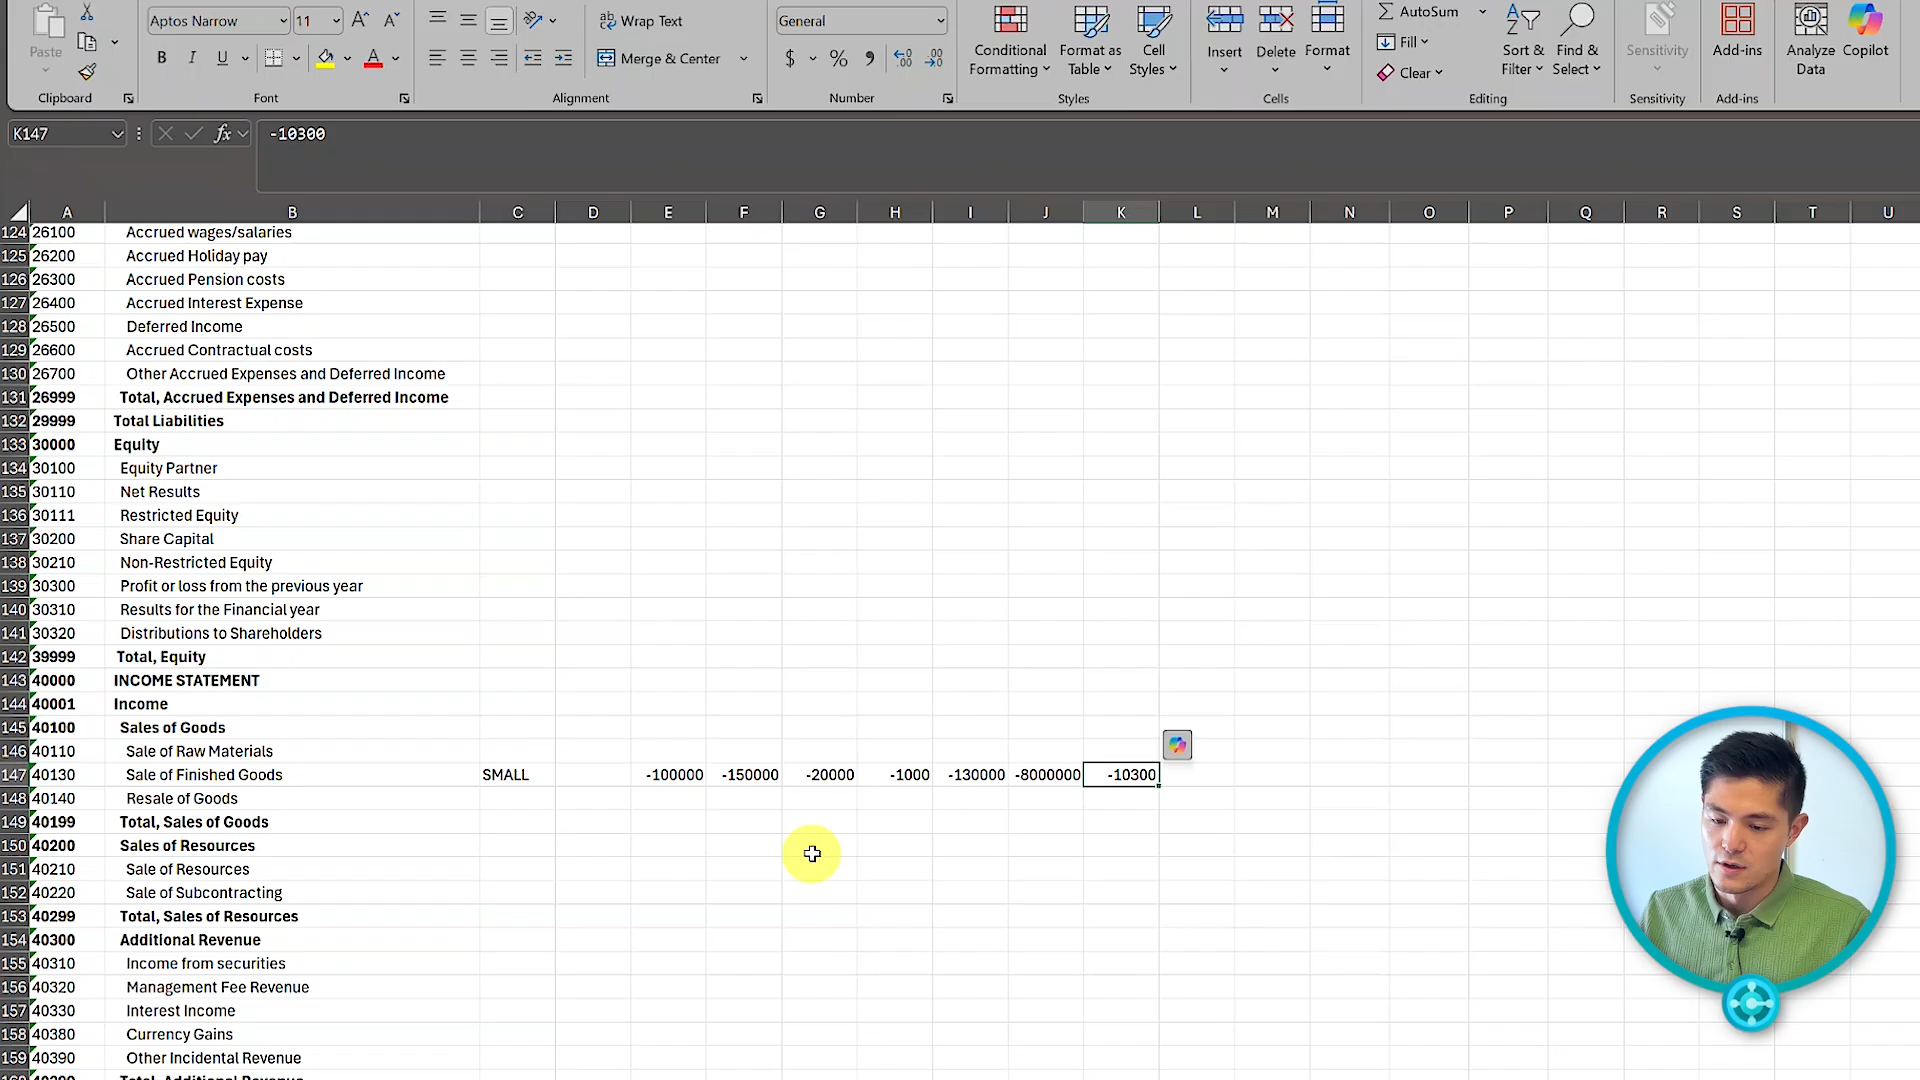 Aptos Narrow 11 A A Wrap Text General AutoSum
Paste B I U A Merge & Center $ % 9 Conditional Formatting Format as Table Cell Styles Insert Delete Format Fill Clear Sort & Filter Find & Select Sensitivity Add-ins Analyze Data Copilot
Clipboard Font Alignment Number Styles Cells Editing Sensitivity Add-ins
K147 fx -10300
A B C D E F G H I J K L M N O P Q R S T U
124 26100 Accrued wages/salaries
125 26200 Accrued Holiday pay
126 26300 Accrued Pension costs
127 26400 Accrued Interest Expense
128 26500 Deferred Income
129 26600 Accrued Contractual costs
130 26700 Other Accrued Expenses and Deferred Income
131 26999 Total, Accrued Expenses and Deferred Income
132 29999 Total Liabilities
133 30000 Equity
134 30100 Equity Partner
135 30110 Net Results
136 30111 Restricted Equity
137 30200 Share Capital
138 30210 Non-Restricted Equity
139 30300 Profit or loss from the previous year
140 30310 Results for the Financial year
141 30320 Distributions to Shareholders
142 39999 Total, Equity
143 40000 INCOME STATEMENT
144 40001 Income
145 40100 Sales of Goods
146 40110 Sale of Raw Materials
147 40130 Sale of Finished Goods SMALL -100000 -150000 -20000 -1000 -130000 -8000000 -10300
148 40140 Resale of Goods
149 40199 Total, Sales of Goods
150 40200 Sales of Resources
151 40210 Sale of Resources
152 40220 Sale of Subcontracting
153 40299 Total, Sales of Resources
154 40300 Additional Revenue
155 40310 Income from securities
156 40320 Management Fee Revenue
157 40330 Interest Income
158 40380 Currency Gains
159 40390 Other Incidental Revenue